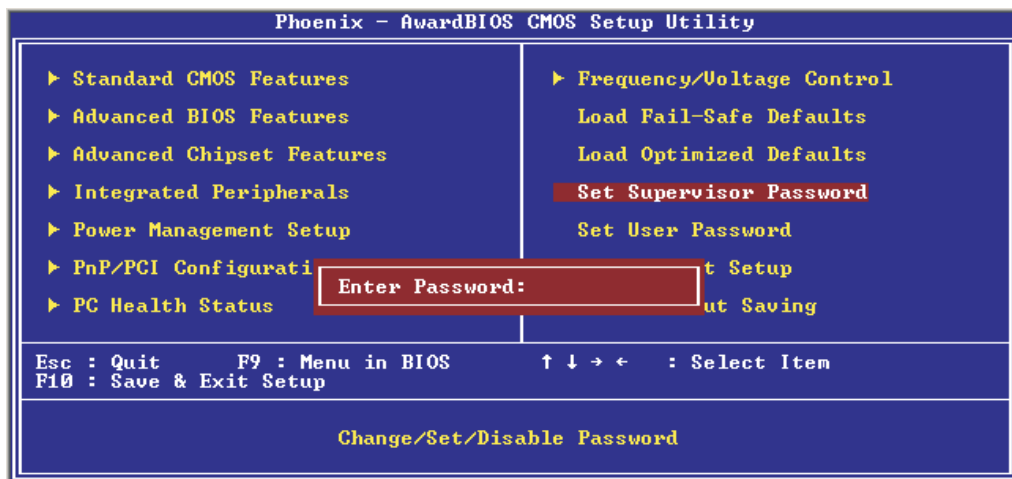 Phoenix - AwardBIOS CMOS Setup Utility
▶ Standard CMOS Features
▶ Advanced BIOS Features
▶ Advanced Chipset Features
▶ Integrated Peripherals
▶ Power Management Setup
▶ PnP/PCI Configurati
▶ PC Health Status
▶ Frequency/Voltage Control
Load Fail-Safe Defaults
Load Optimized Defaults
Set Supervisor Password
Set User Password
t Setup
ut Saving
Enter Password:
Esc : Quit F9 : Menu in BIOS ↑ ↓ → ← : Select Item
F10 : Save & Exit Setup
Change/Set/Disable Password